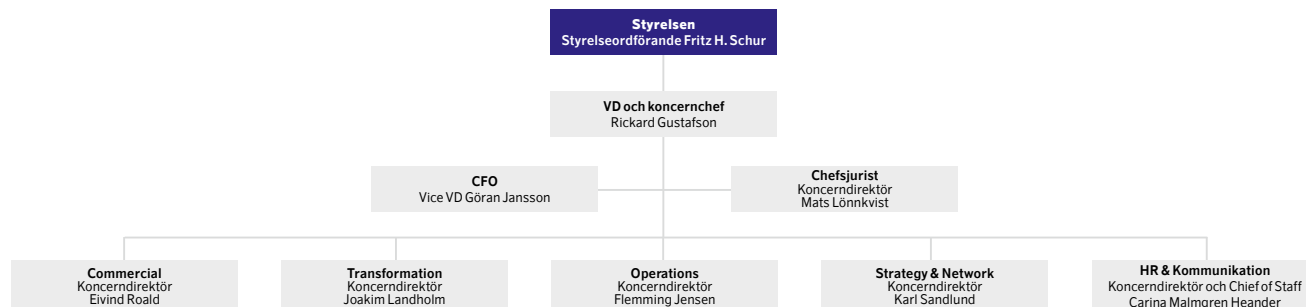 Styrelsen
Styrelseordförande Fritz H. Schur
VD och koncernchef
Rickard Gustafson
CFO
Vice VD Göran Jansson
Chefsjurist
Koncerndirektör
Mats Lönnkvist
Commercial
Koncerndirektör
Eivind Roald
Transformation
Koncerndirektör
Joakim Landholm
Operations
Koncerndirektör
Flemming Jensen
Strategy & Network
Koncerndirektör
Karl Sandlund
HR & Kommunikation
Koncerndirektör och Chief of Staff
Carina Malmgren Heander